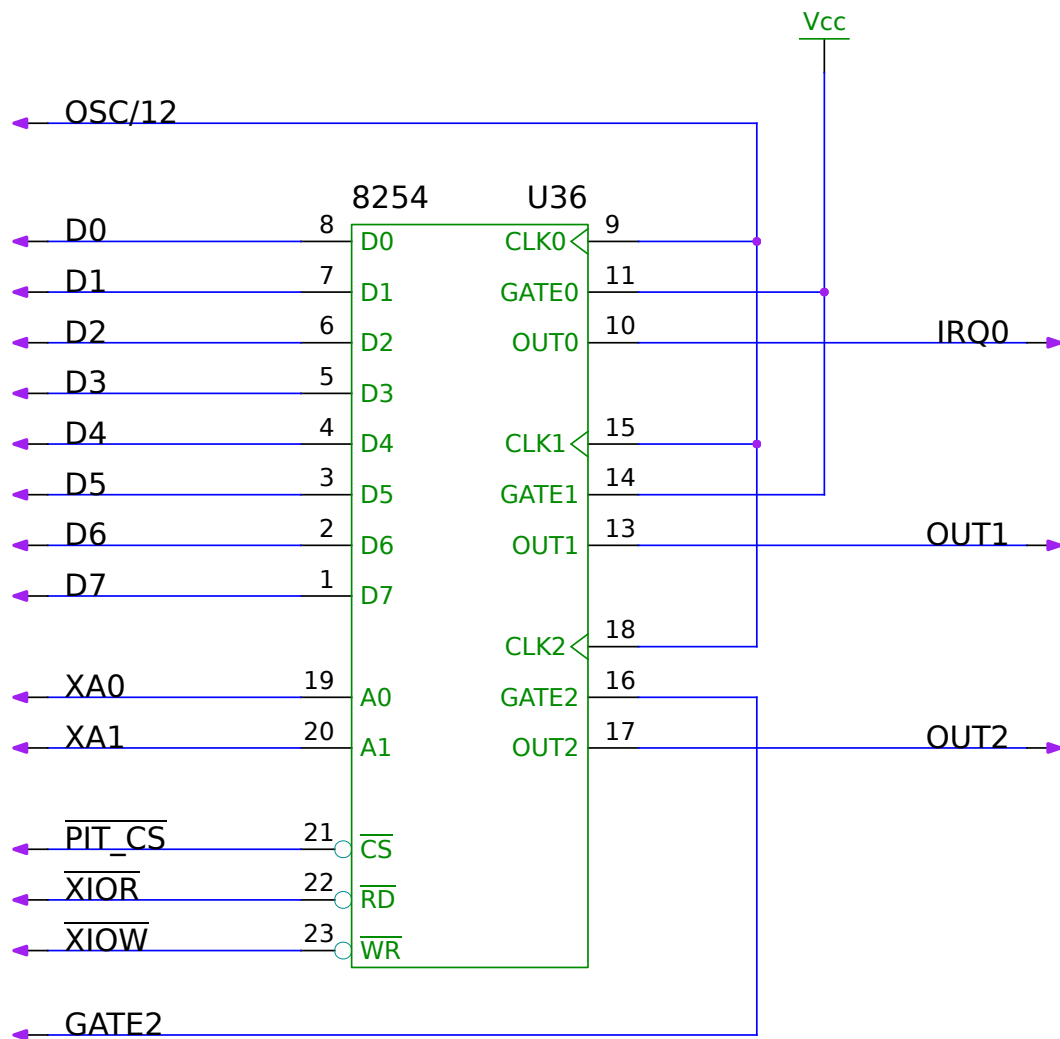 Vcc
OSC/12
8254 U36
D0 8 D0 CLK0 9
D1 7 D1 GATE0 11
D2 6 D2 OUT0 10 IRQ0
D3 5 D3
D4 4 D4 CLK1 15
D5 3 D5 GATE1 14
D6 2 D6 OUT1 13 OUT1
D7 1 D7
CLK2 18
XA0 19 A0 GATE2 16
XA1 20 A1 OUT2 17 OUT2
PIT_CS 21 CS
XIOR 22 RD
XIOW 23 WR
GATE2